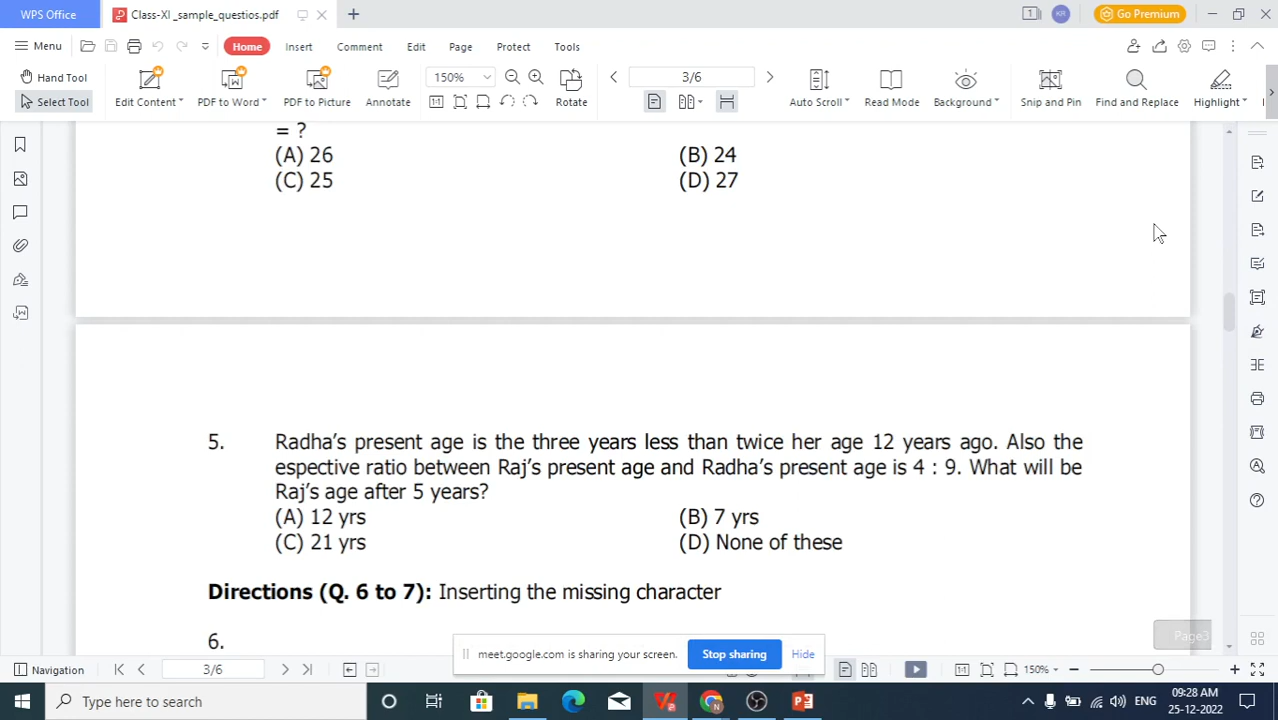 WPS Office
Class-XI _sample_questios.pdf
1
KR
Go Premium
Menu
Home
Insert
Comment
Edit
Page
Protect
Tools
Hand Tool
Select Tool
Edit Content
PDF to Word
PDF to Picture
Annotate
150%
Rotate
3/6
Auto Scroll
Read Mode
Background
Snip and Pin
Find and Replace
Highlight
= ?
(A) 26 (B) 24
(C) 25 (D) 27
5. Radha's present age is the three years less than twice her age 12 years ago. Also the
espective ratio between Raj's present age and Radha's present age is 4 : 9. What will be
Raj's age after 5 years?
(A) 12 yrs (B) 7 yrs
(C) 21 yrs (D) None of these
Directions (Q. 6 to 7): Inserting the missing character
6.
Page3
meet.google.com is sharing your screen.
Stop sharing
Hide
Navigation
3/6
150%
Type here to search
ENG
09:28 AM
25-12-2022